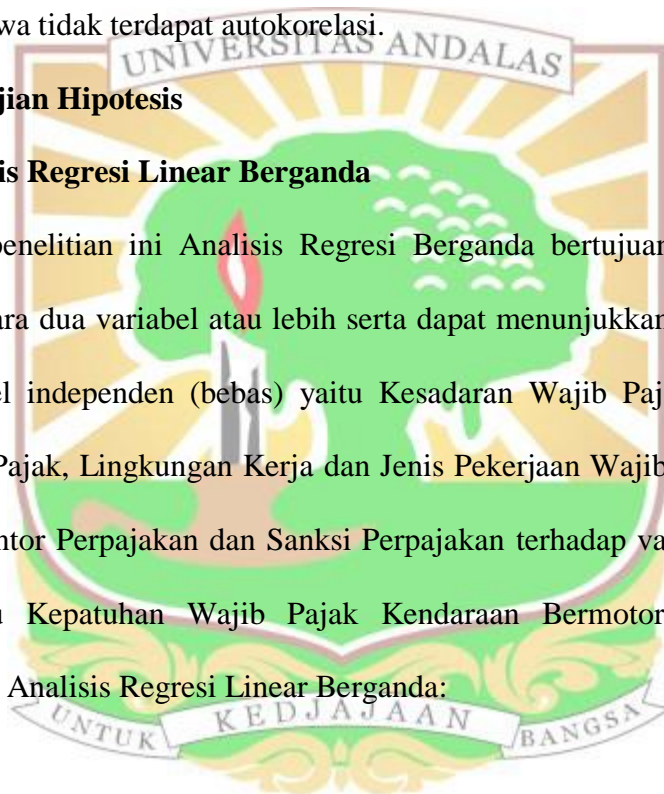 wa tidak terdapat autokorelasi.
UNIVERSITAS ANDALAS
jian Hipotesis
is Regresi Linear Berganda
penelitian ini Analisis Regresi Berganda bertujuan
ara dua variabel atau lebih serta dapat menunjukkan
el independen (bebas) yaitu Kesadaran Wajib Paj
Pajak, Lingkungan Kerja dan Jenis Pekerjaan Wajib
ntor Perpajakan dan Sanksi Perpajakan terhadap va
u Kepatuhan Wajib Pajak Kendaraan Bermotor
Analisis Regresi Linear Berganda:
UNTUK KEDJAJAAN BANGSA